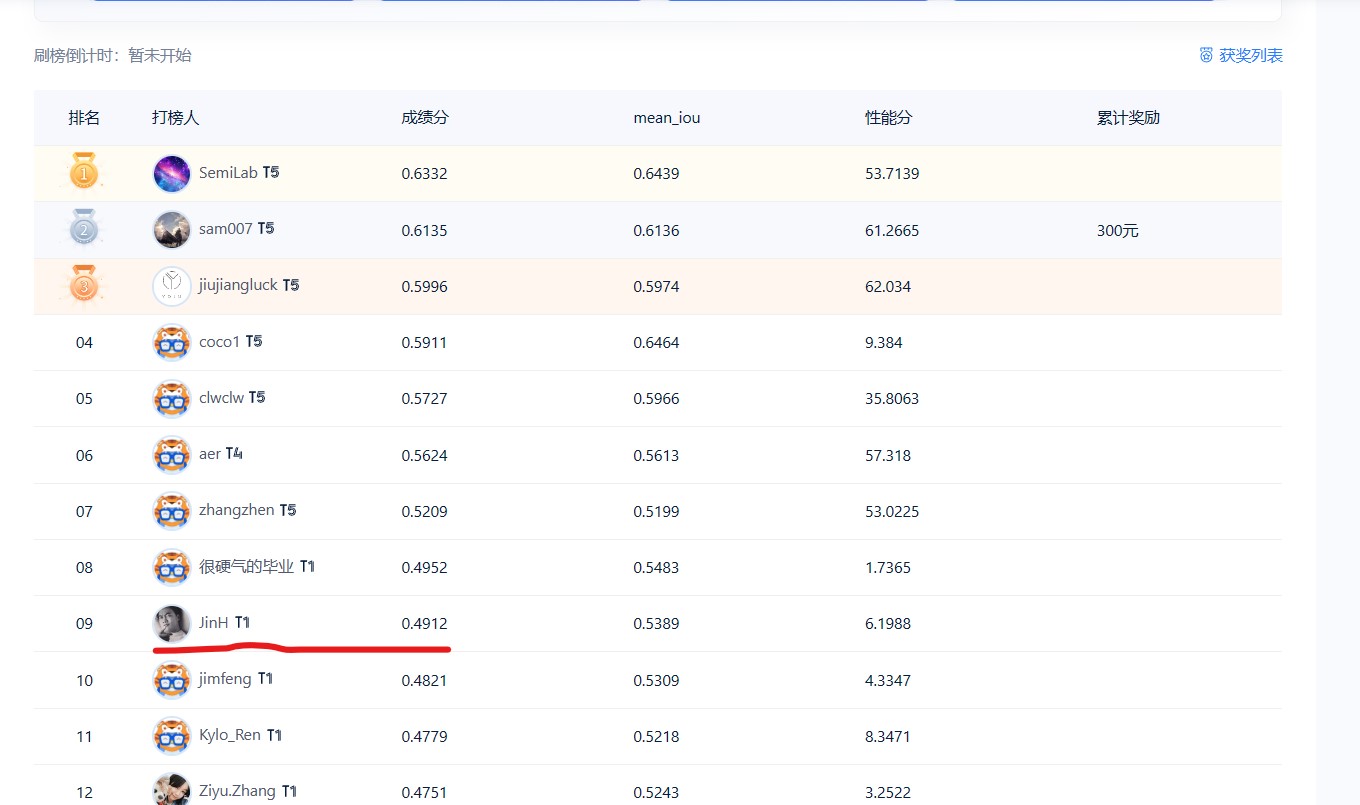 刷榜倒计时：暂未开始 获奖列表
排名 打榜人 成绩分 mean_iou 性能分 累计奖励
1 SemiLab T5 0.6332 0.6439 53.7139
2 sam007 T5 0.6135 0.6136 61.2665 300元
3 jiujiangluck T5 0.5996 0.5974 62.034
04 coco1 T5 0.5911 0.6464 9.384
05 clwclw T5 0.5727 0.5966 35.8063
06 aer T4 0.5624 0.5613 57.318
07 zhangzhen T5 0.5209 0.5199 53.0225
08 很硬气的毕业 T1 0.4952 0.5483 1.7365
09 JinH T1 0.4912 0.5389 6.1988
10 jimfeng T1 0.4821 0.5309 4.3347
11 Kylo_Ren T1 0.4779 0.5218 8.3471
12 Ziyu.Zhang T1 0.4751 0.5243 3.2522